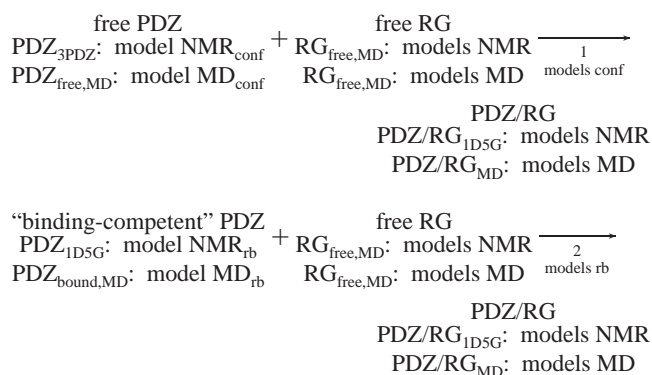 free PDZ + free RG
PDZ3PDZ: model NMRconf RGfree,MD: models NMR 1
PDZfree,MD: model MDconf RGfree,MD: models MD models conf
PDZ/RG
PDZ/RG1D5G: models NMR
PDZ/RGMD: models MD
“binding-competent” PDZ + free RG
PDZ1D5G: model NMRrb RGfree,MD: models NMR 2
PDZbound,MD: model MDrb RGfree,MD: models MD models rb
PDZ/RG
PDZ/RG1D5G: models NMR
PDZ/RGMD: models MD